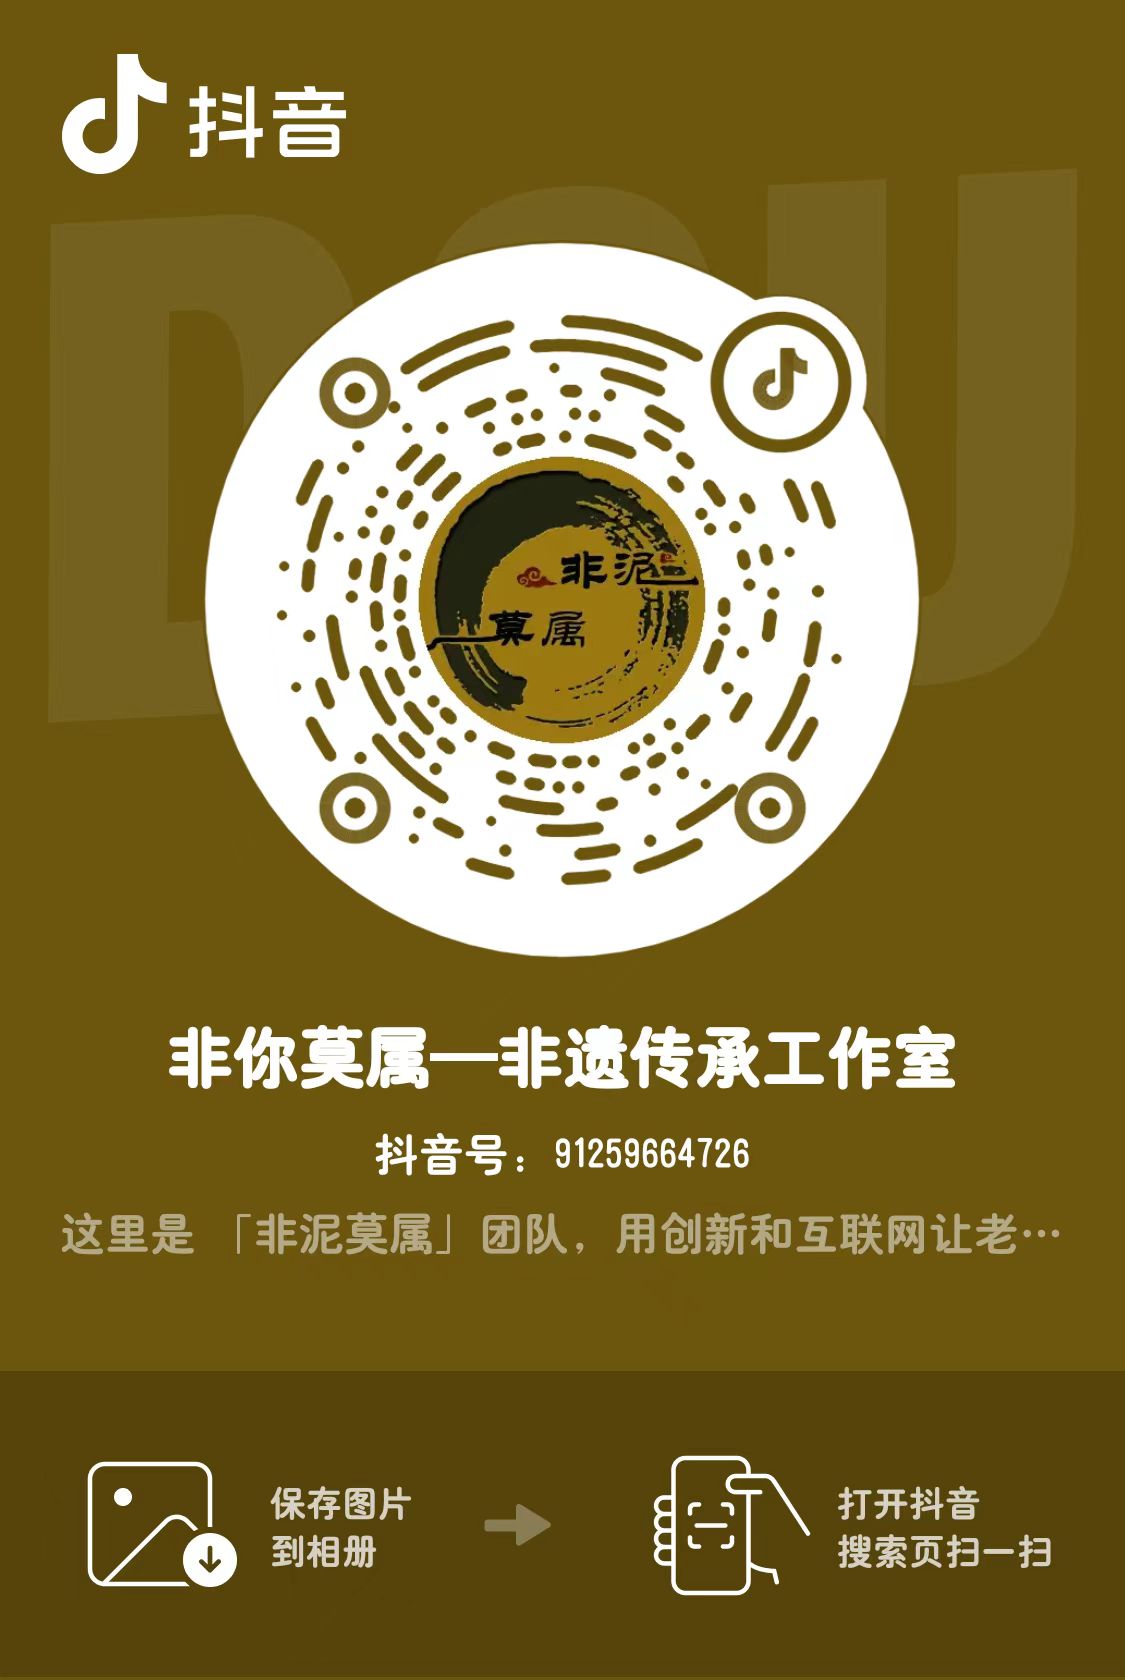 抖音
DOU
非泥
莫属
非你莫属—非遗传承工作室
抖音号：91259664726
这里是 「非泥莫属」团队，用创新和互联网让老…
保存图片
到相册
打开抖音
搜索页扫一扫